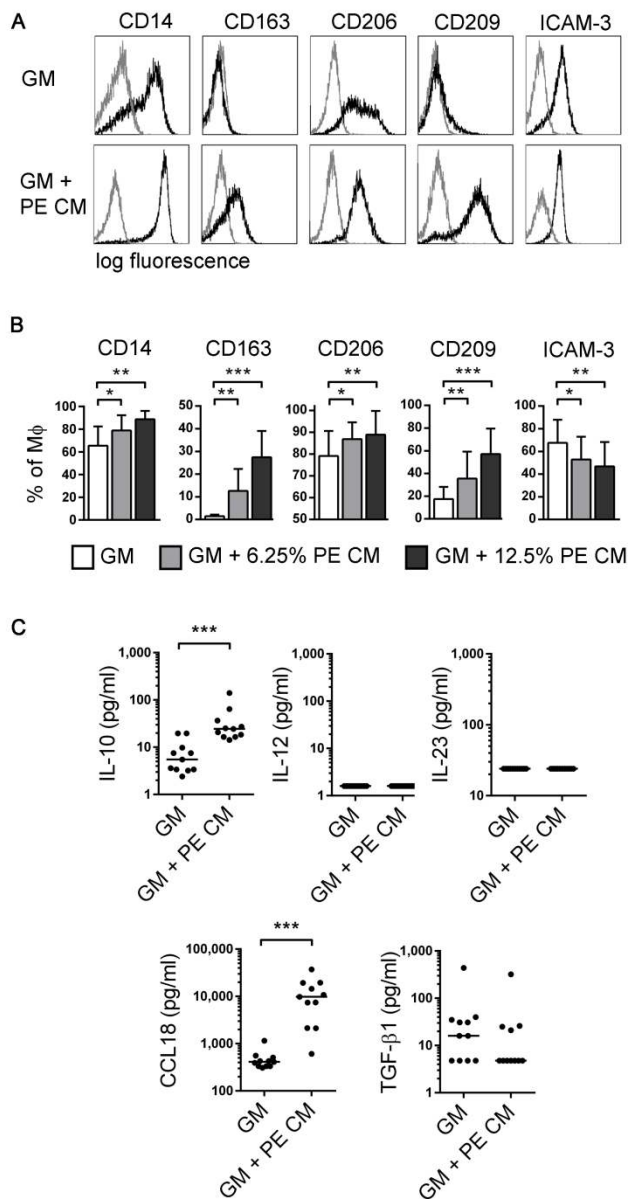 A
CD14 CD163 CD206 CD209 ICAM-3
GM
GM +
PE CM
log fluorescence
B
CD14 CD163 CD206 CD209 ICAM-3
** *** ** *** **
* ** * ** *
% of Mϕ
100 80 60 40 20 0
50 40 30 20 10 0
100 90 80 70 60 50
100 80 60 40 20 0
100 80 60 40 20 0
GM GM + 6.25% PE CM GM + 12.5% PE CM
C
***
IL-10 (pg/ml)
1,000
100
10
1
GM
GM + PE CM
IL-12 (pg/ml)
1,000
100
10
1
GM
GM + PE CM
IL-23 (pg/ml)
1,000
100
10
GM
GM + PE CM
***
CCL18 (pg/ml)
100,000
10,000
1,000
100
GM
GM + PE CM
TGF-β1 (pg/ml)
1,000
100
10
1
GM
GM + PE CM